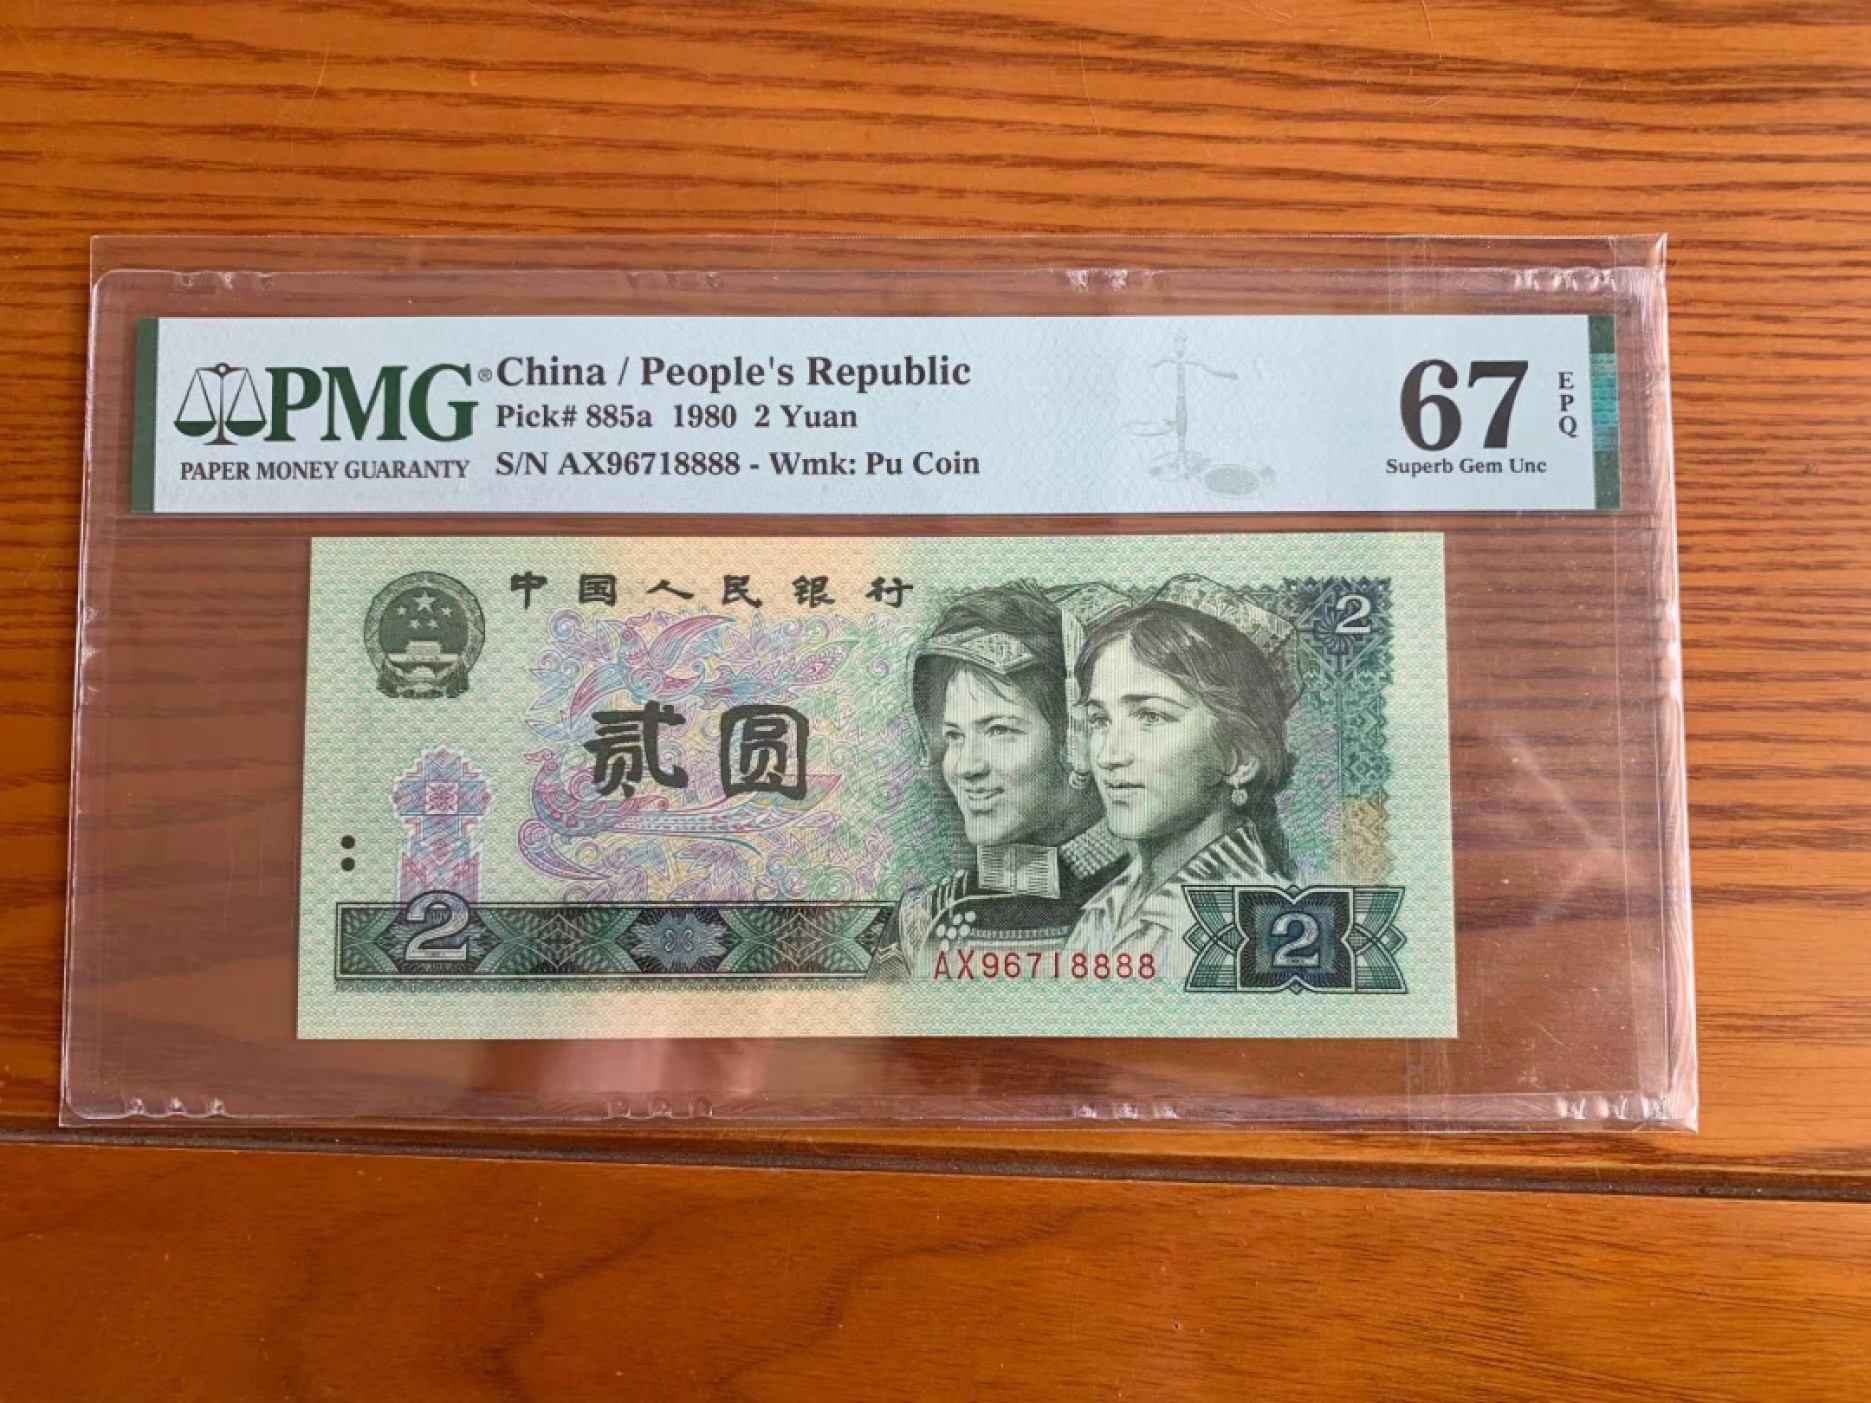 PMG®
PAPER MONEY GUARANTY
China / People's Republic
Pick# 885a 1980 2 Yuan
S/N AX96718888 - Wmk: Pu Coin
67
EPQ
Superb Gem Unc
中国人民银行
2
贰圆
2
AX96718888
2